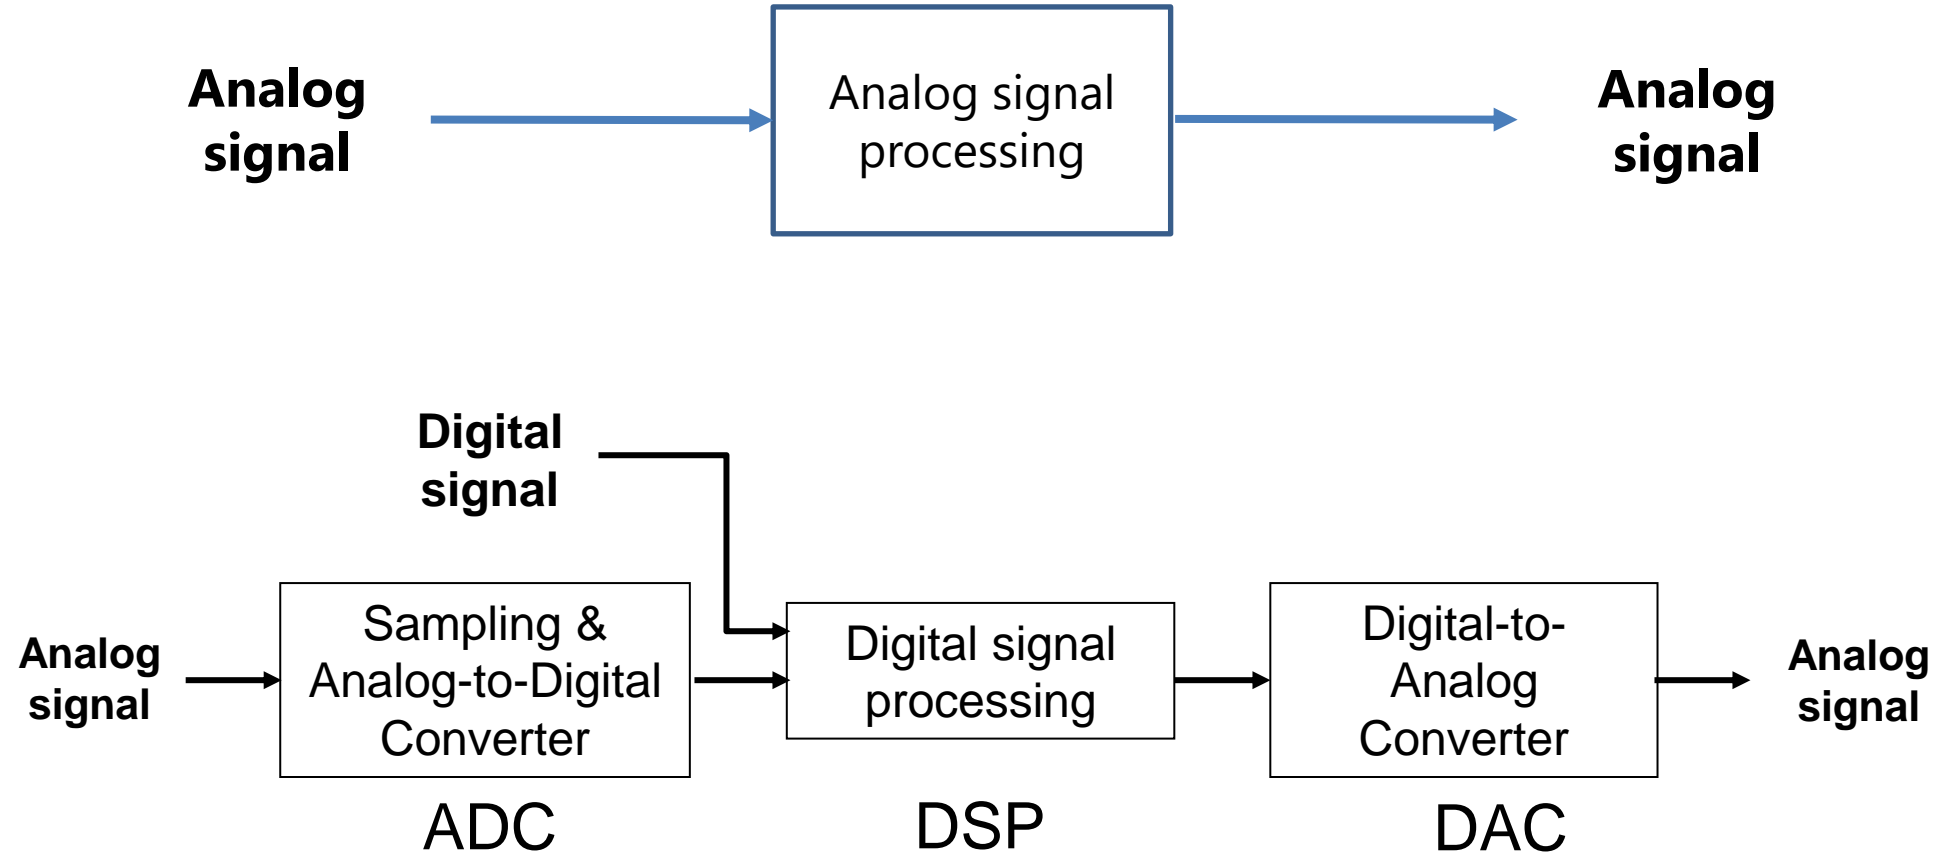 Analog
signal
Analog signal
processing
Analog
signal
Digital
signal
Analog
signal
Sampling &
Analog-to-Digital
Converter
Digital signal
processing
Digital-to-
Analog
Converter
Analog
signal
ADC
DSP
DAC